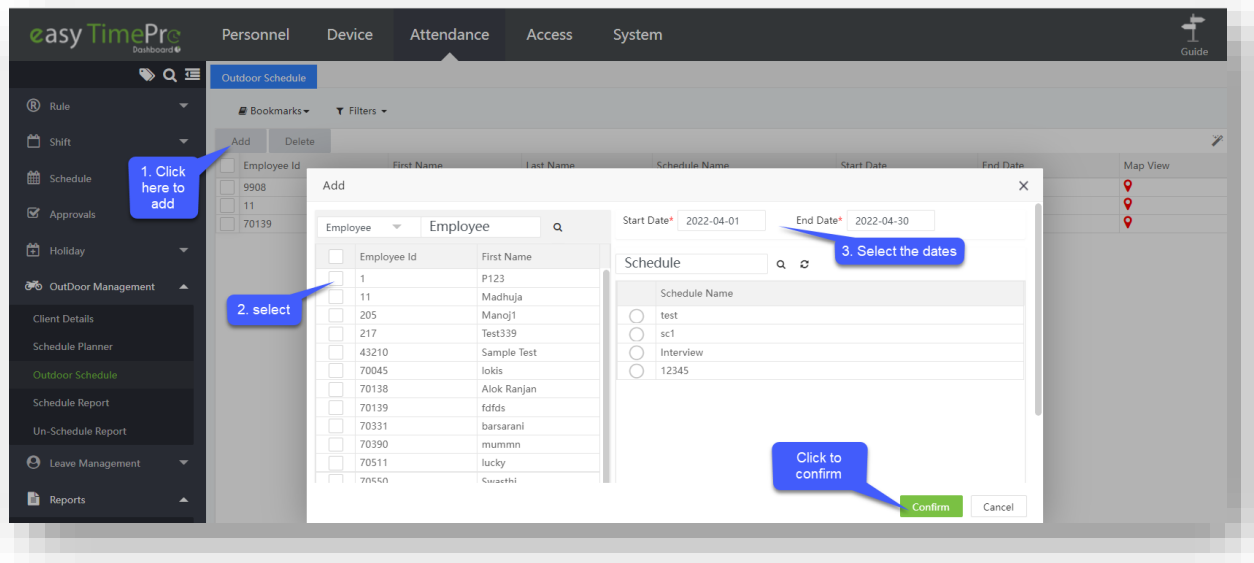 easy TimePro
Dashboard
Personnel Device Attendance Access System
Guide
Outdoor Schedule
Rule
Bookmarks Filters
Shift
Add Delete
Employee Id First Name Last Name Schedule Name Start Date End Date Map View
1. Click
here to
add
Schedule
9908
11
70139
Approvals
Holiday
OutDoor Management
Client Details
Schedule Planner
Outdoor Schedule
Schedule Report
Un-Schedule Report
Leave Management
Reports
Add
Employee Employee
Start Date* 2022-04-01 End Date* 2022-04-30
3. Select the dates
Employee Id First Name
1 P123
11 Madhuja
205 Manoj1
217 Test339
43210 Sample Test
70045 lokis
70138 Alok Ranjan
70139 fdfds
70331 barsarani
70390 mummn
70511 lucky
70550 Swasthi
2. select
Schedule
Schedule Name
test
sc1
Interview
12345
Click to
confirm
Confirm Cancel